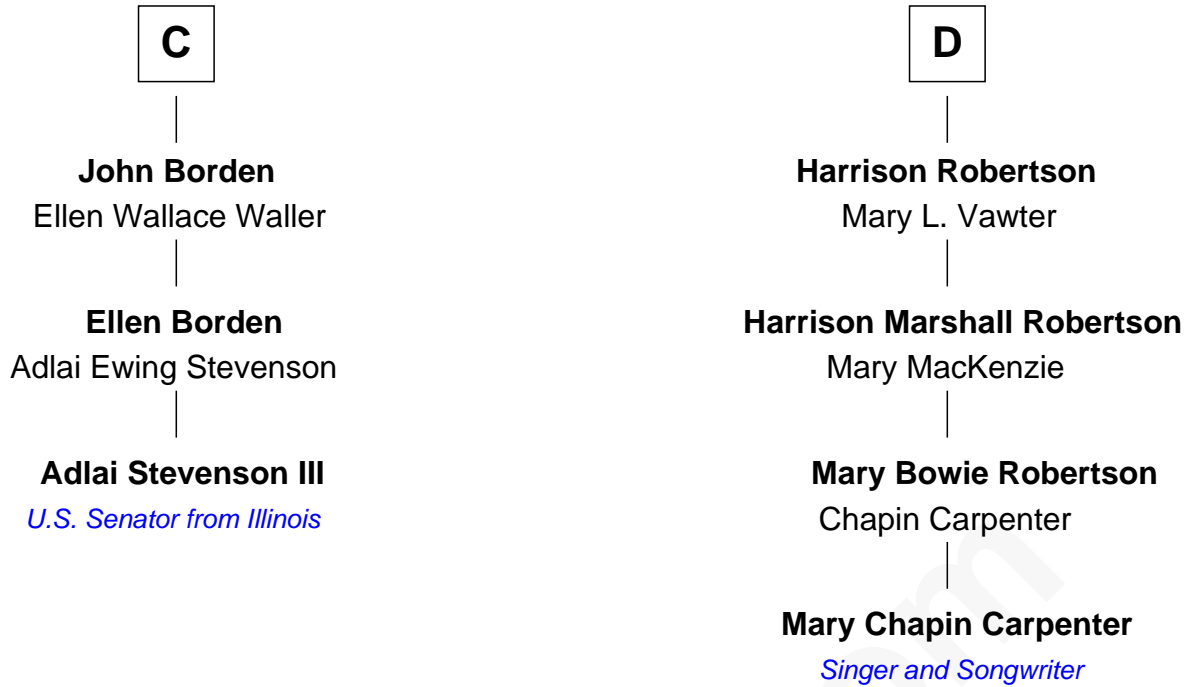 C
John Borden
Ellen Wallace Waller
Ellen Borden
Adlai Ewing Stevenson
Adlai Stevenson III
U.S. Senator from Illinois
D
Harrison Robertson
Mary L. Vawter
Harrison Marshall Robertson
Mary MacKenzie
Mary Bowie Robertson
Chapin Carpenter
Mary Chapin Carpenter
Singer and Songwriter